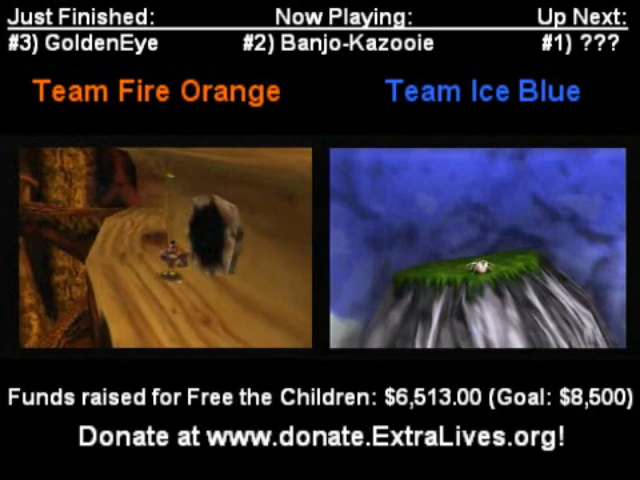 Just Finished: Now Playing: Up Next:
#3) GoldenEye #2) Banjo-Kazooie #1) ???
Team Fire Orange Team Ice Blue
Funds raised for Free the Children: $6,513.00 (Goal: $8,500)
Donate at www.donate.ExtraLives.org!